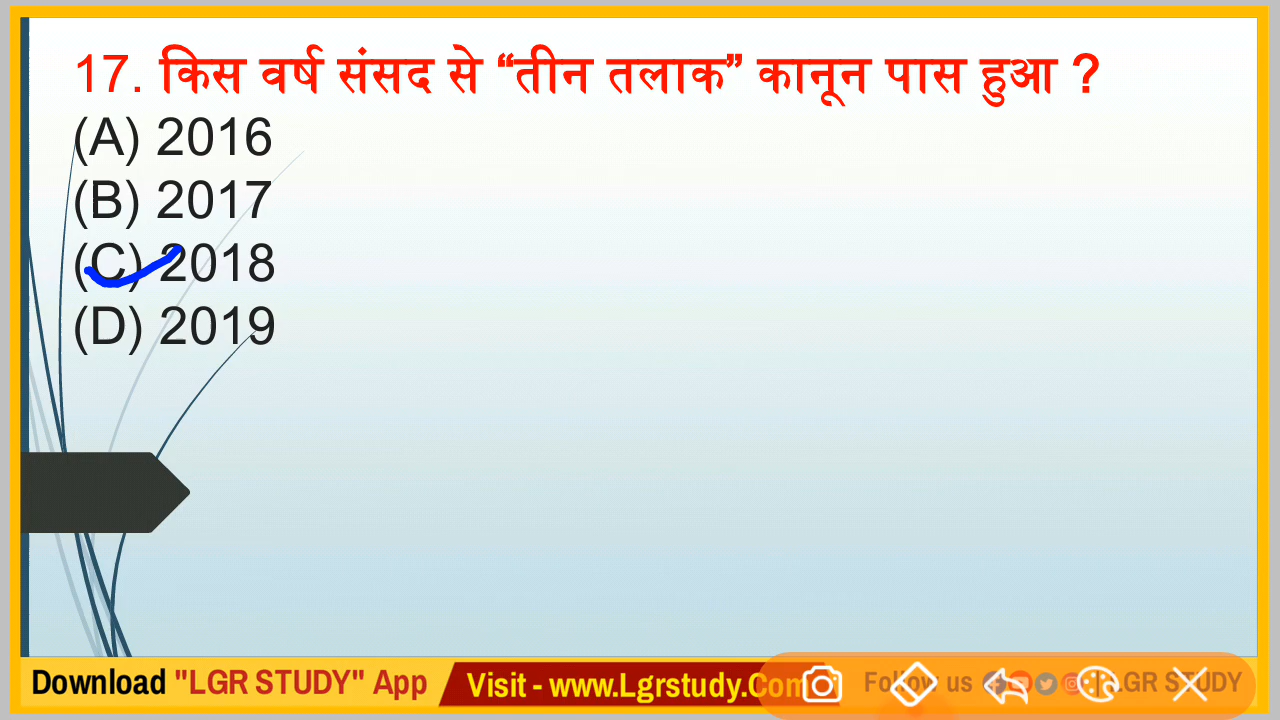 17. किस वर्ष संसद से “तीन तलाक” कानून पास हुआ ?
(A) 2016
(B) 2017
(C) 2018
(D) 2019
Download "LGR STUDY" App
Visit - www.Lgrstudy.Com
Follow us
LGR STUDY